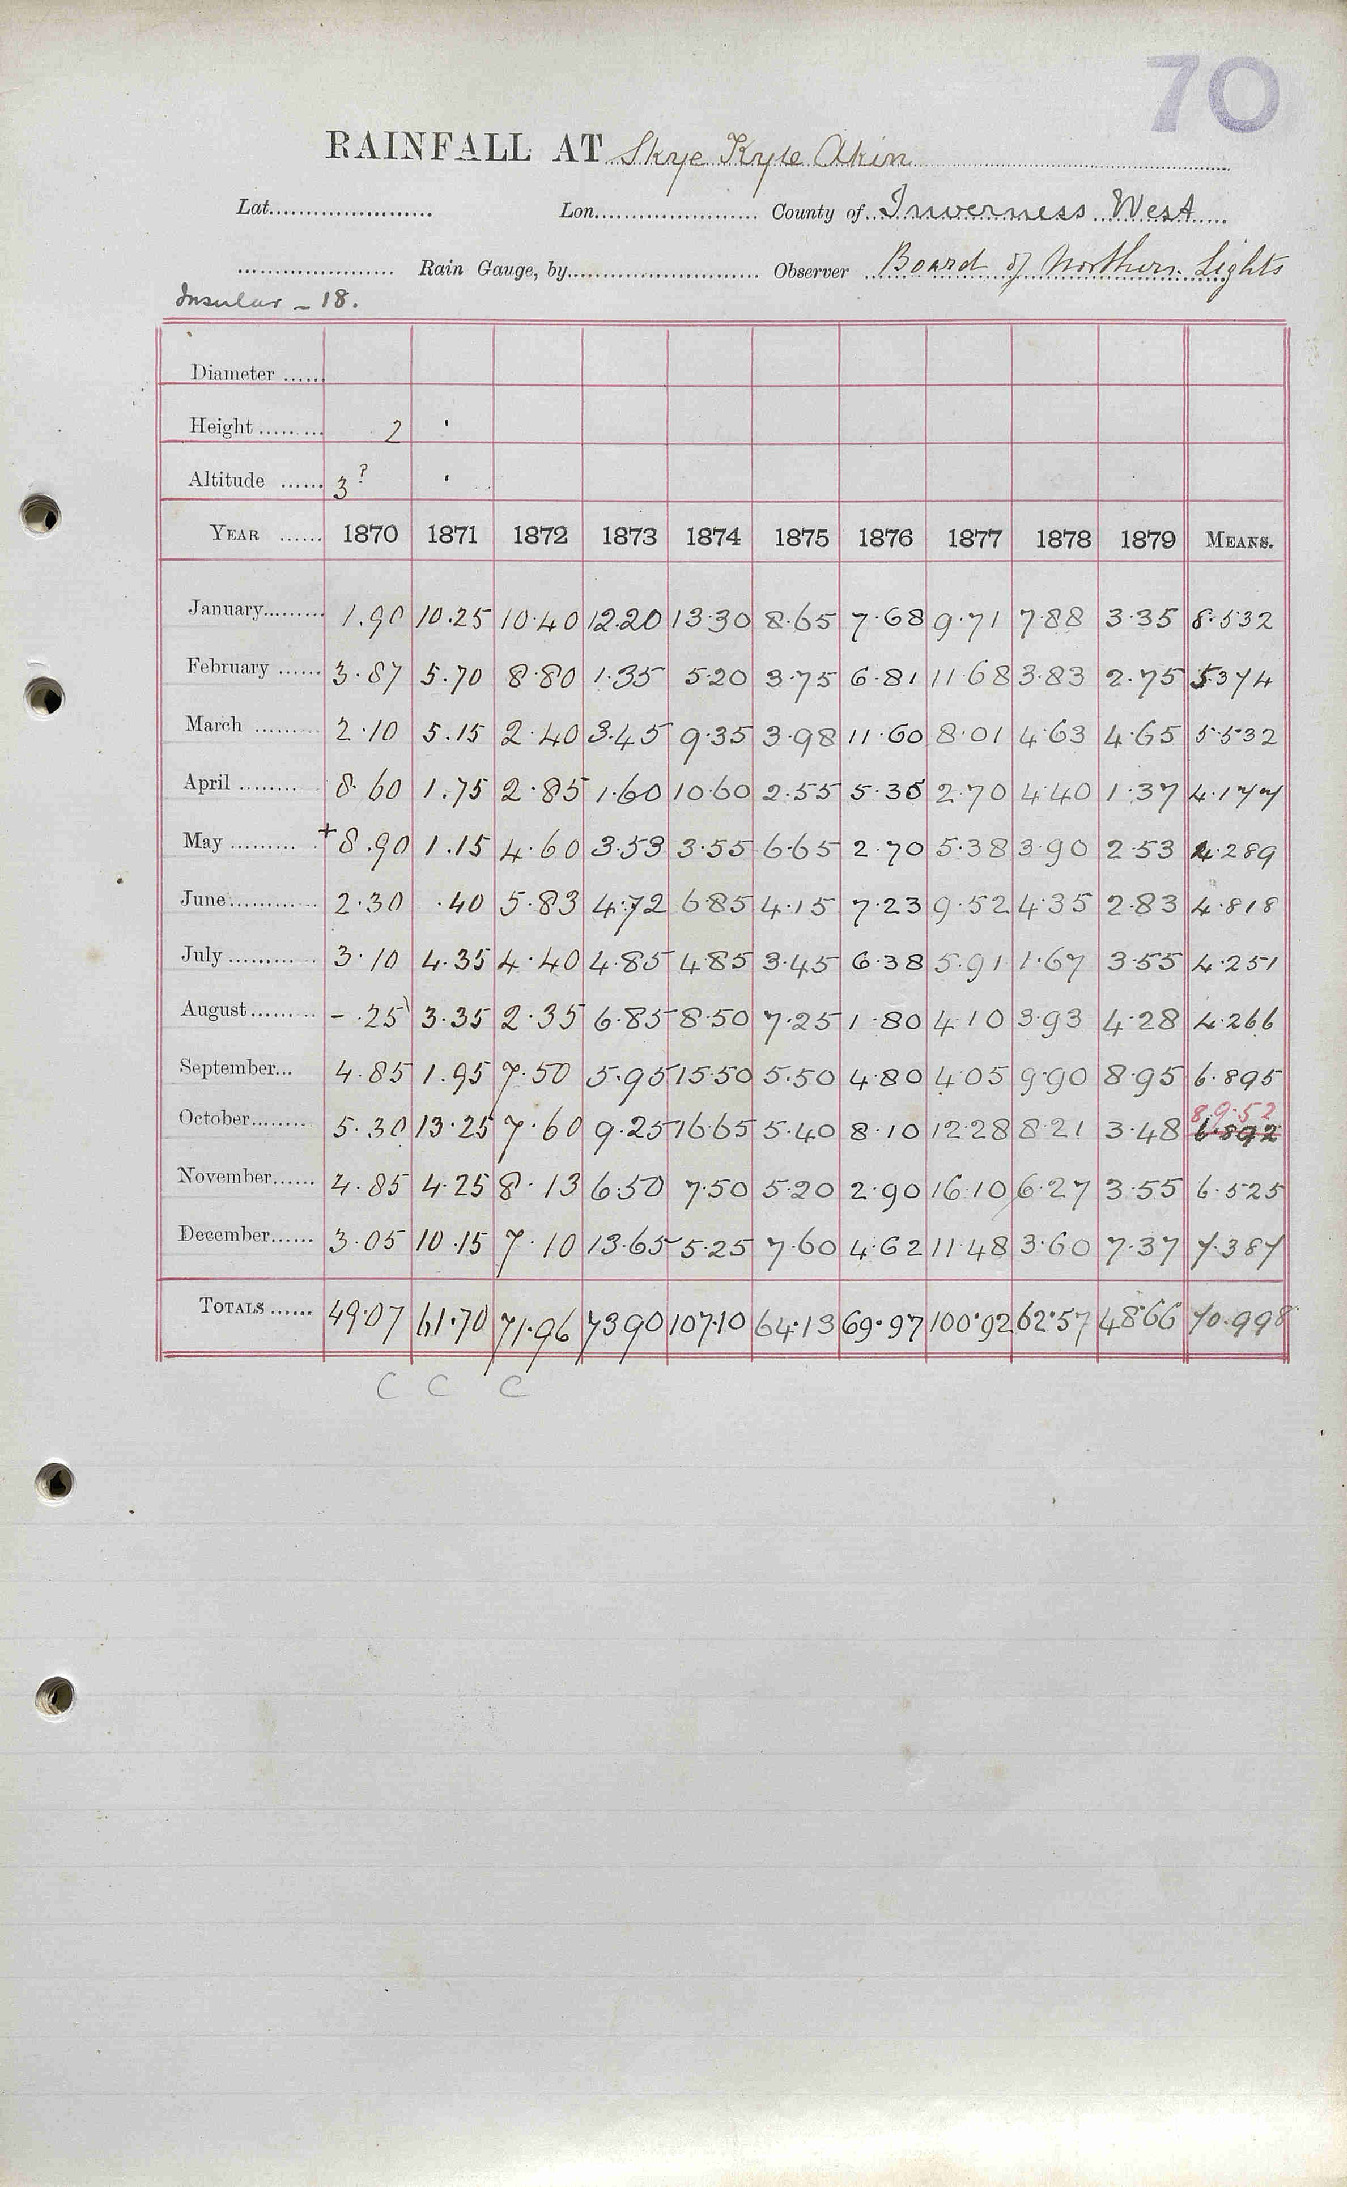 70
RAINFALL AT Skye Kyle Akin
Lat. Lon. County of Inverness West
Rain Gauge, by Observer Board of Northern Lights
Insular - 18.
Diameter
Height 2 "
Altitude 3? "
YEAR 1870 1871 1872 1873 1874 1875 1876 1877 1878 1879 MEANS.
January 1.90 10.25 10.40 12.20 13.30 8.65 7.68 9.71 7.88 3.35 8.532
February 3.87 5.70 8.80 1.35 5.20 3.75 6.81 11.68 3.83 2.75 5.374
March 2.10 5.15 2.40 3.45 9.35 3.98 11.60 8.01 4.63 4.65 5.532
April 8.60 1.75 2.85 1.60 10.60 2.55 5.35 2.70 4.40 1.37 4.177
May +8.90 1.15 4.60 3.53 3.55 6.65 2.70 5.38 3.90 2.53 4.289
June 2.30 .40 5.83 4.72 6.85 4.15 7.23 9.52 4.35 2.83 4.818
July 3.10 4.35 4.40 4.85 4.85 3.45 6.38 5.91 1.67 3.55 4.251
August - .25 3.35 2.35 6.85 8.50 7.25 1.80 4.10 3.93 4.28 4.266
September... 4.85 1.95 7.50 5.95 15.50 5.50 4.80 4.05 9.90 8.95 6.895
8.952
October 5.30 13.25 7.60 9.25 16.65 5.40 8.10 12.28 8.21 3.48 6.892
November 4.85 4.25 8.13 6.50 7.50 5.20 2.90 16.10 6.27 3.55 6.525
December 3.05 10.15 7.10 13.65 5.25 7.60 4.62 11.48 3.60 7.37 7.387
TOTALS 49.07 61.70 71.96 73.90 107.10 64.13 69.97 100.92 62.57 48.66 70.998
C C C